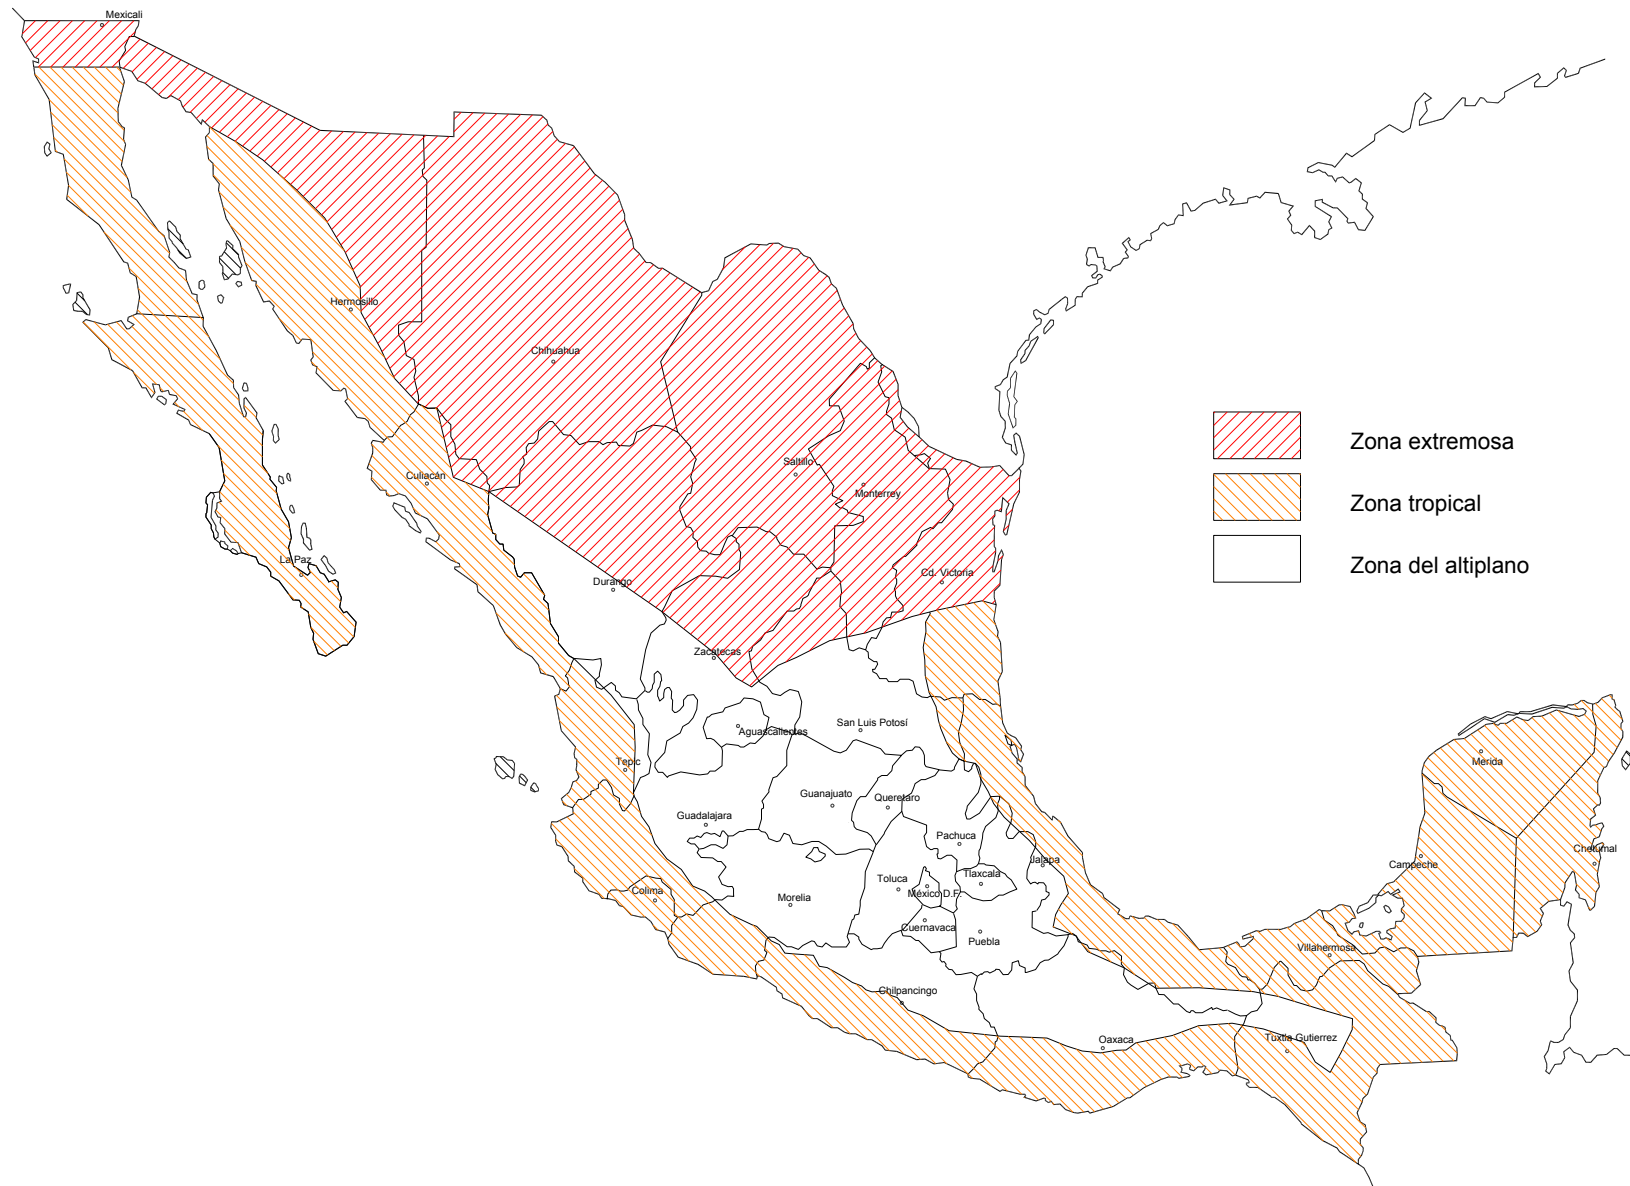 Mexicali
Hermosillo
Chihuahua
Zona extremosa
Saltillo
Culiacán
Monterrey
Zona tropical
La Paz
Durango
Cd. Victoria
Zona del altiplano
Zacatecas
San Luis Potosí
Aguascalientes
Tepic
Merida
Guanajuato
Queretaro
Guadalajara
Pachuca
Jalapa
Campeche
Chetumal
Tlaxcala
Toluca
México D.F.
Colima
Morelia
Cuernavaca
Puebla
Villahermosa
Chilpancingo
Oaxaca
Tuxtla Gutierrez